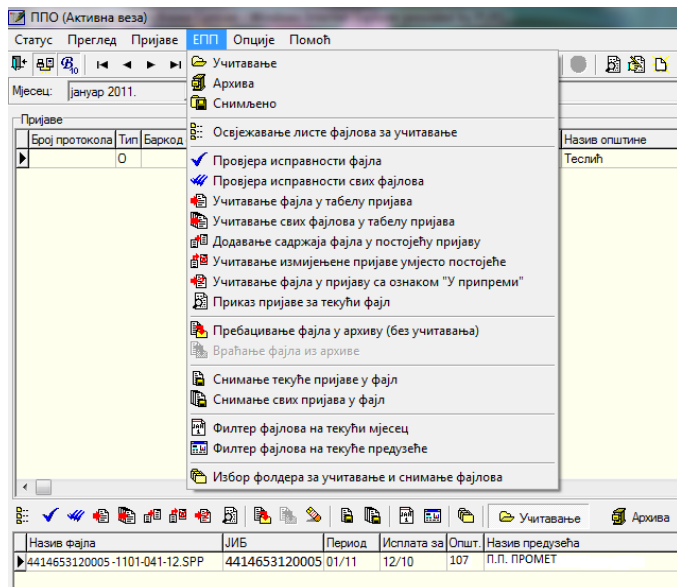 ППО (Активна веза)
Статус Преглед Пријаве ЕПП Опције Помоћ
Мјесец: јануар 2011.
Пријаве
Број протокола Тип Баркод Назив општине
О Теслић
Учитавање
Архива
Снимљено
Освјежавање листе фајлова за учитавање
Провјера исправности фајла
Провјера исправности свих фајлова
Учитавање фајла у табелу пријава
Учитавање свих фајлова у табелу пријава
Додавање садржаја фајла у постојећу пријаву
Учитавање измијењене пријаве умјесто постојеће
Учитавање фајла у пријаву са ознаком "У припреми"
Приказ пријаве за текући фајл
Пребацивање фајла у архиву (без учитавања)
Враћање фајла из архиве
Снимање текуће пријаве у фајл
Снимање свих пријава у фајл
Филтер фајлова на текући мјесец
Филтер фајлова на текуће предузеће
Избор фолдера за учитавање и снимање фајлова
Учитавање Архива
Назив фајла ЈИБ Период Исплата за Општ. Назив предузећа
4414653120005-1101-041-12.SPP 4414653120005 01/11 12/10 107 П.П. ПРОМЕТ